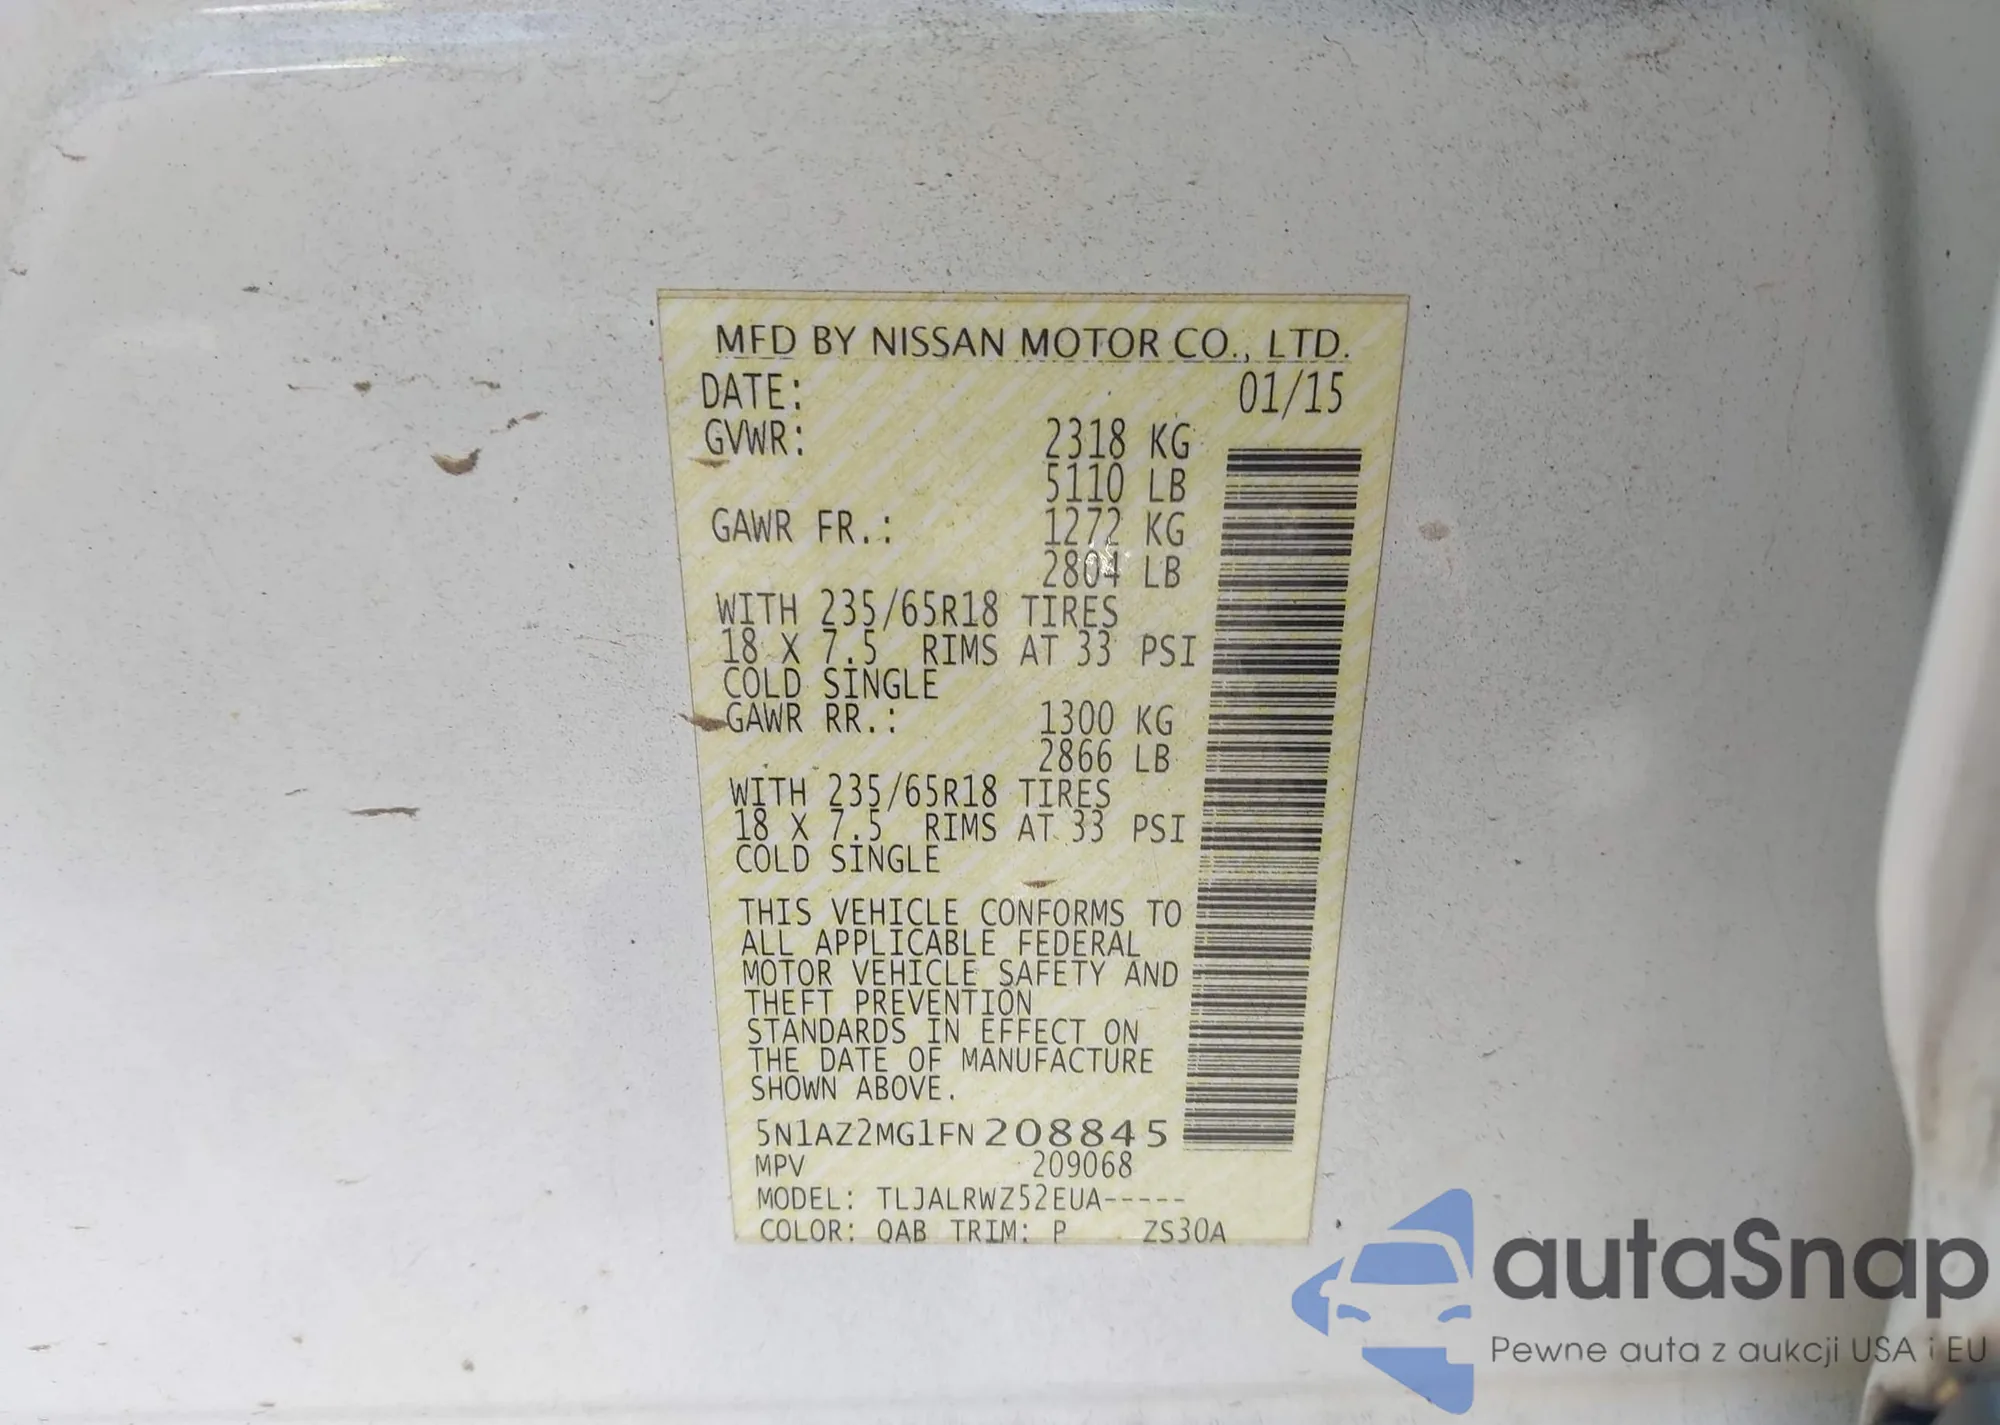 MFD BY NISSAN MOTOR CO., LTD.
DATE: 01/15
GVWR: 2318 KG
5110 LB
GAWR FR.: 1272 KG
2804 LB
WITH 235/65R18 TIRES
18 X 7.5 RIMS AT 33 PSI
COLD SINGLE
GAWR RR.: 1300 KG
2866 LB
WITH 235/65R18 TIRES
18 X 7.5 RIMS AT 33 PSI
COLD SINGLE
THIS VEHICLE CONFORMS TO
ALL APPLICABLE FEDERAL
MOTOR VEHICLE SAFETY AND
THEFT PREVENTION
STANDARDS IN EFFECT ON
THE DATE OF MANUFACTURE
SHOWN ABOVE.
5N1AZ2MG1FN208845
MPV 209068
MODEL: TLJALRWZ52EUA-----
COLOR: QAB TRIM: P ZS30A
autaSnap
Pewne auta z aukcji USA i EU